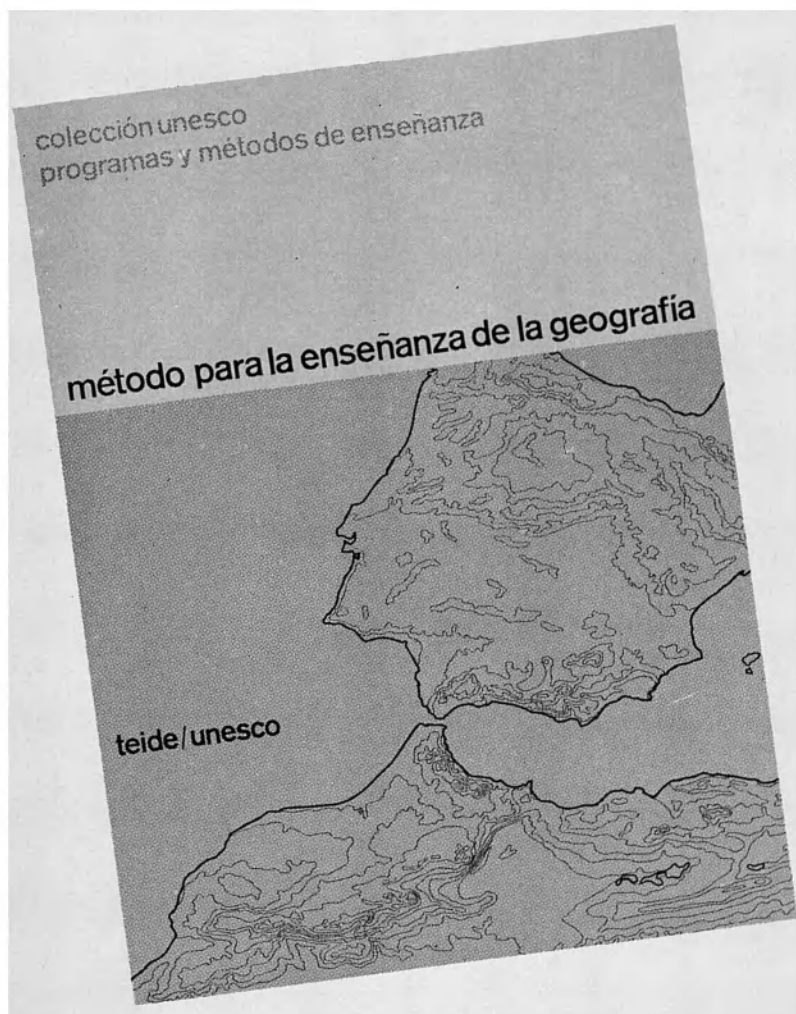 colección unesco
programas y métodos de enseñanza
método para la enseñanza de la geografía
teide/unesco